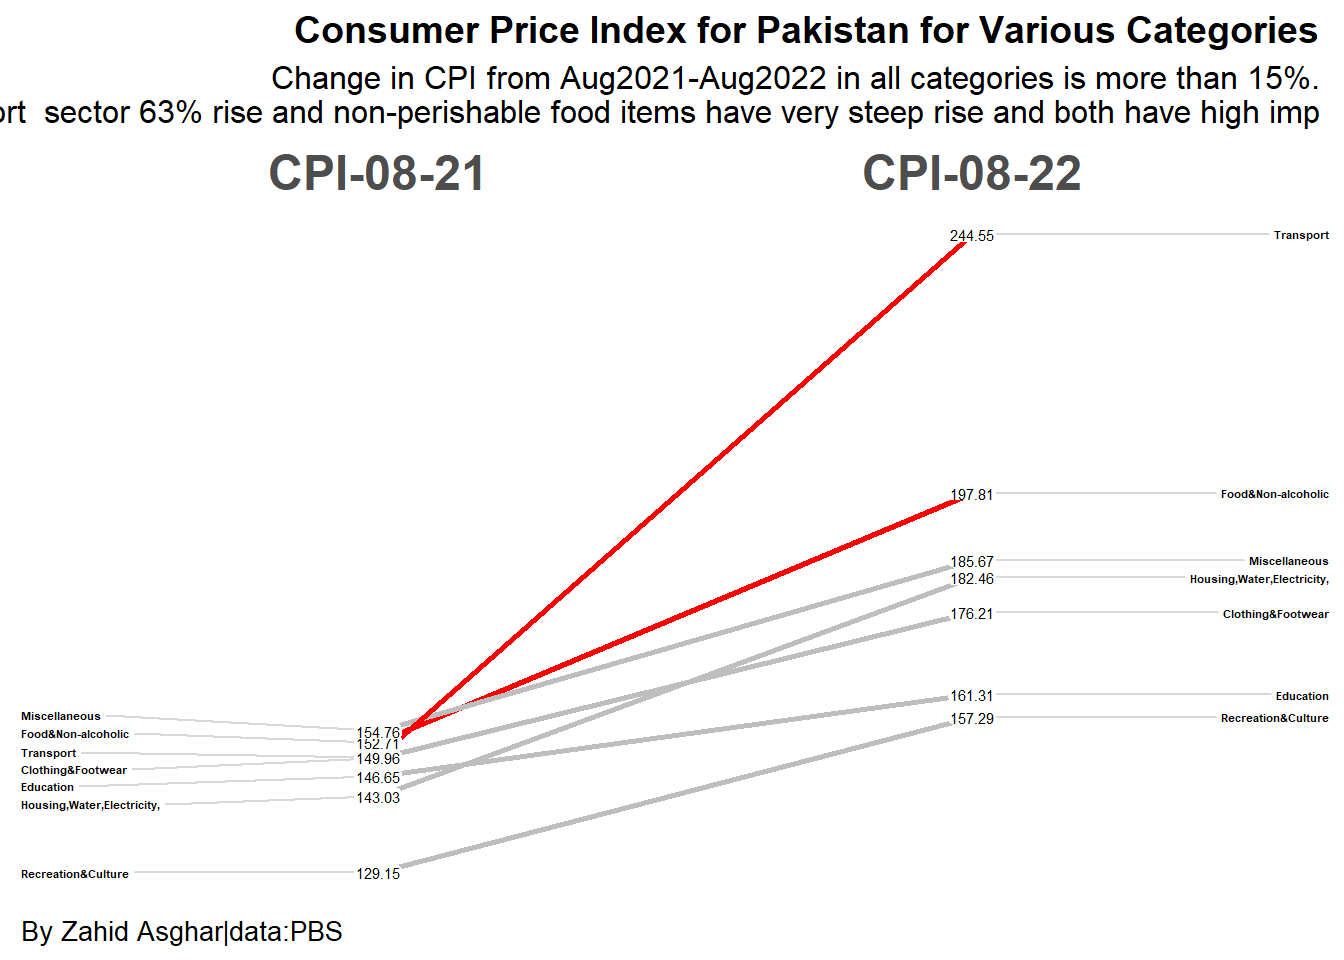 Consumer Price Index for Pakistan for Various Categories
Change in CPI from Aug2021-Aug2022 in all categories is more than 15%.
ort  sector 63% rise and non-perishable food items have very steep rise and both have high imp
CPI-08-21 CPI-08-22
244.55 Transport
197.81 Food&Non-alcoholic
185.67 Miscellaneous
182.46 Housing,Water,Electricity,
176.21 Clothing&Footwear
161.31 Education
157.29 Recreation&Culture
Miscellaneous 154.76
Food&Non-alcoholic 152.71
Transport
Clothing&Footwear 149.96
Education 146.65
Housing,Water,Electricity, 143.03
Recreation&Culture 129.15
By Zahid Asghar|data:PBS